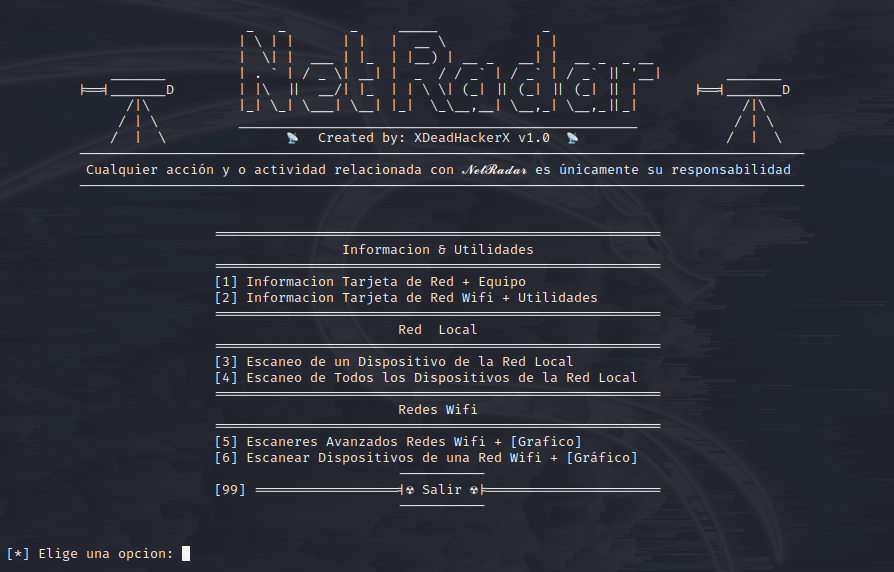 NetRadar
Created by: XDeadHackerX v1.0
Cualquier acción y o actividad relacionada con 𝓝𝓮𝓽𝓡𝓪𝓭𝓪𝓻 es únicamente su responsabilidad
Informacion & Utilidades
[1] Informacion Tarjeta de Red + Equipo
[2] Informacion Tarjeta de Red Wifi + Utilidades
Red Local
[3] Escaneo de un Dispositivo de la Red Local
[4] Escaneo de Todos los Dispositivos de la Red Local
Redes Wifi
[5] Escaneres Avanzados Redes Wifi + [Grafico]
[6] Escanear Dispositivos de una Red Wifi + [Gráfico]
[99] Salir
[*] Elige una opcion: